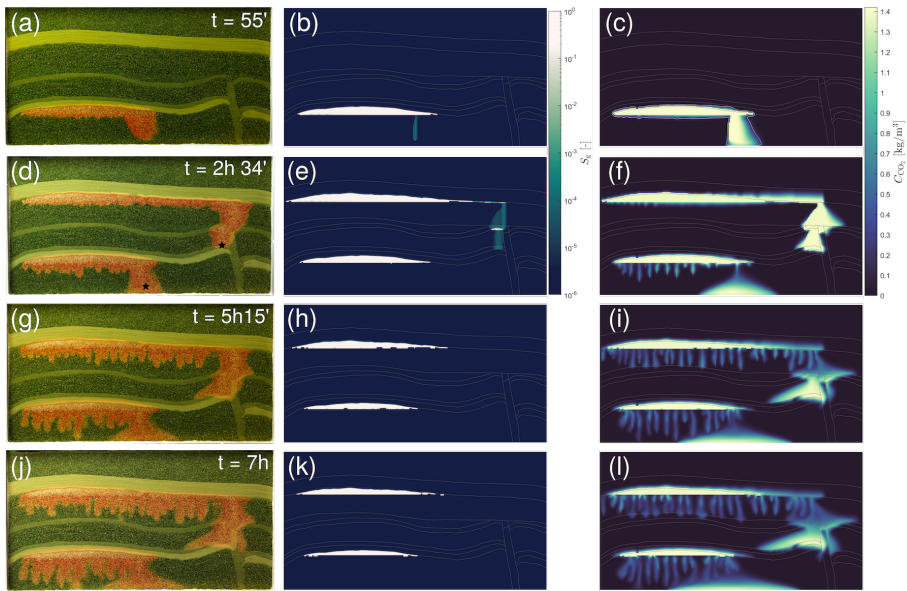 (a) t = 55'
(b)
(c)
10⁰
10⁻¹
10⁻²
10⁻³
10⁻⁴
10⁻⁵
10⁻⁶
S_g [-]
1.4
1.3
1.2
1.1
1
0.9
0.8
0.7
0.6
0.5
0.4
0.3
0.2
0.1
0
C_CO₂ [kg/m³]
(d) t = 2h 34'
(e)
(f)
(g) t = 5h15'
(h)
(i)
(j) t = 7h
(k)
(l)